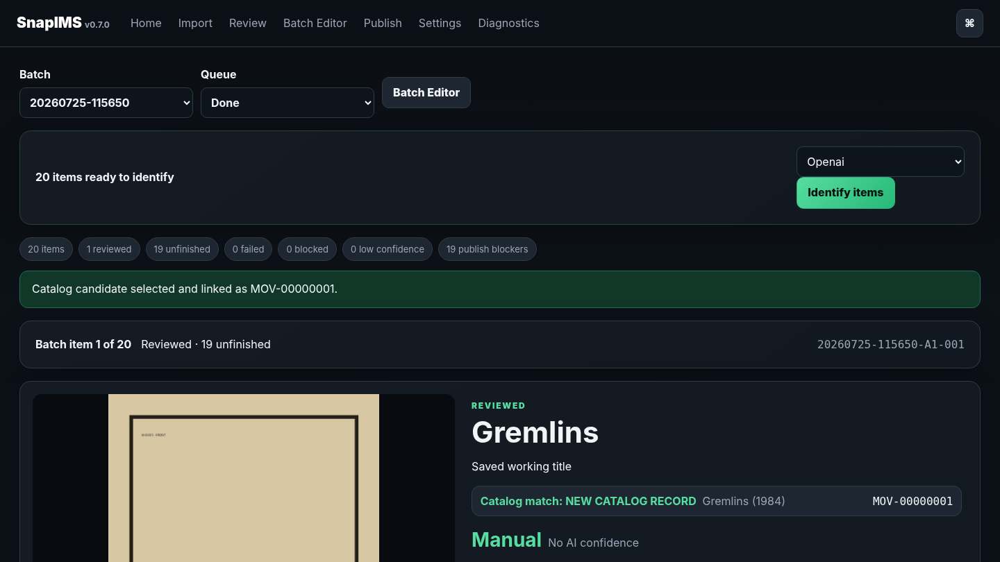 SnapIMS v0.7.0 Home Import Review Batch Editor Publish Settings Diagnostics ⌘
Batch Queue
20260725-115650 Done Batch Editor
20 items ready to identify
Openai
Identify items
20 items 1 reviewed 19 unfinished 0 failed 0 blocked 0 low confidence 19 publish blockers
Catalog candidate selected and linked as MOV-00000001.
Batch item 1 of 20 Reviewed · 19 unfinished 20260725-115650-A1-001
REVIEWED
Gremlins
Saved working title
Catalog match: NEW CATALOG RECORD Gremlins (1984) MOV-00000001
Manual No AI confidence
FRONT